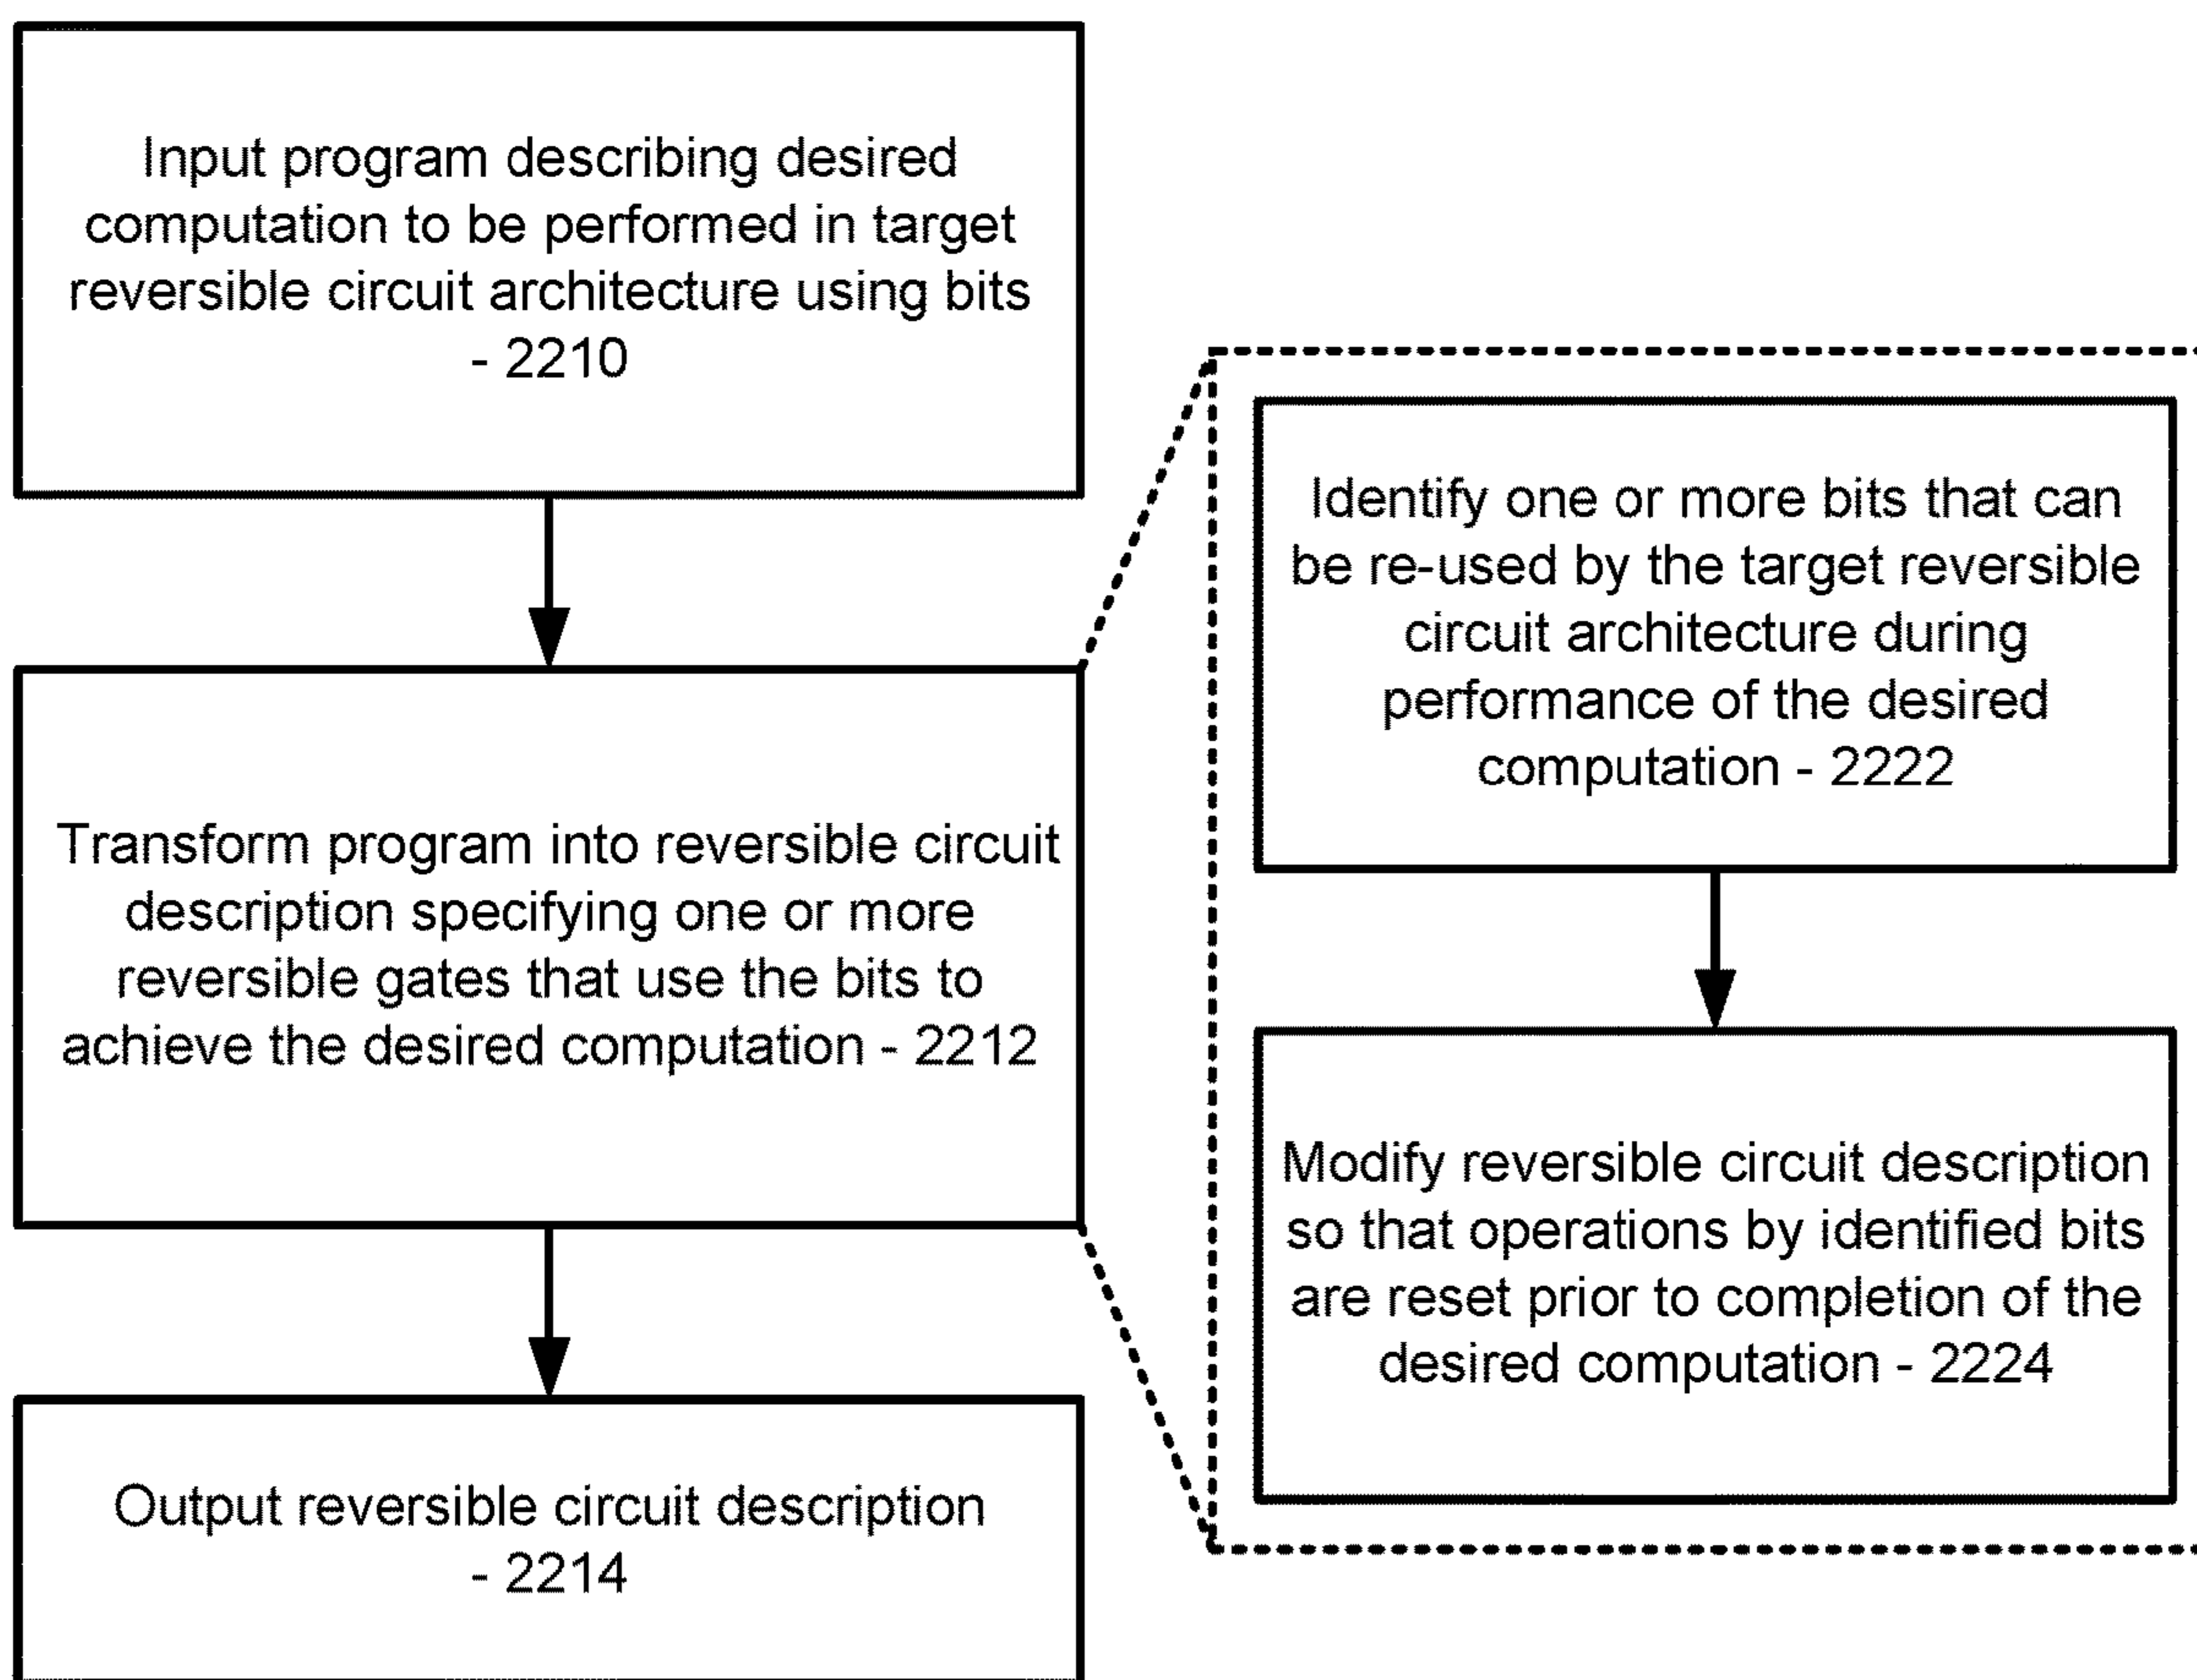 Input program describing desired
computation to be performed in target
reversible circuit architecture using bits
- 2210
Transform program into reversible circuit
description specifying one or more
reversible gates that use the bits to
achieve the desired computation - 2212
Output reversible circuit description
- 2214
Identify one or more bits that can
be re-used by the target reversible
circuit architecture during
performance of the desired
computation - 2222
Modify reversible circuit description
so that operations by identified bits
are reset prior to completion of the
desired computation - 2224